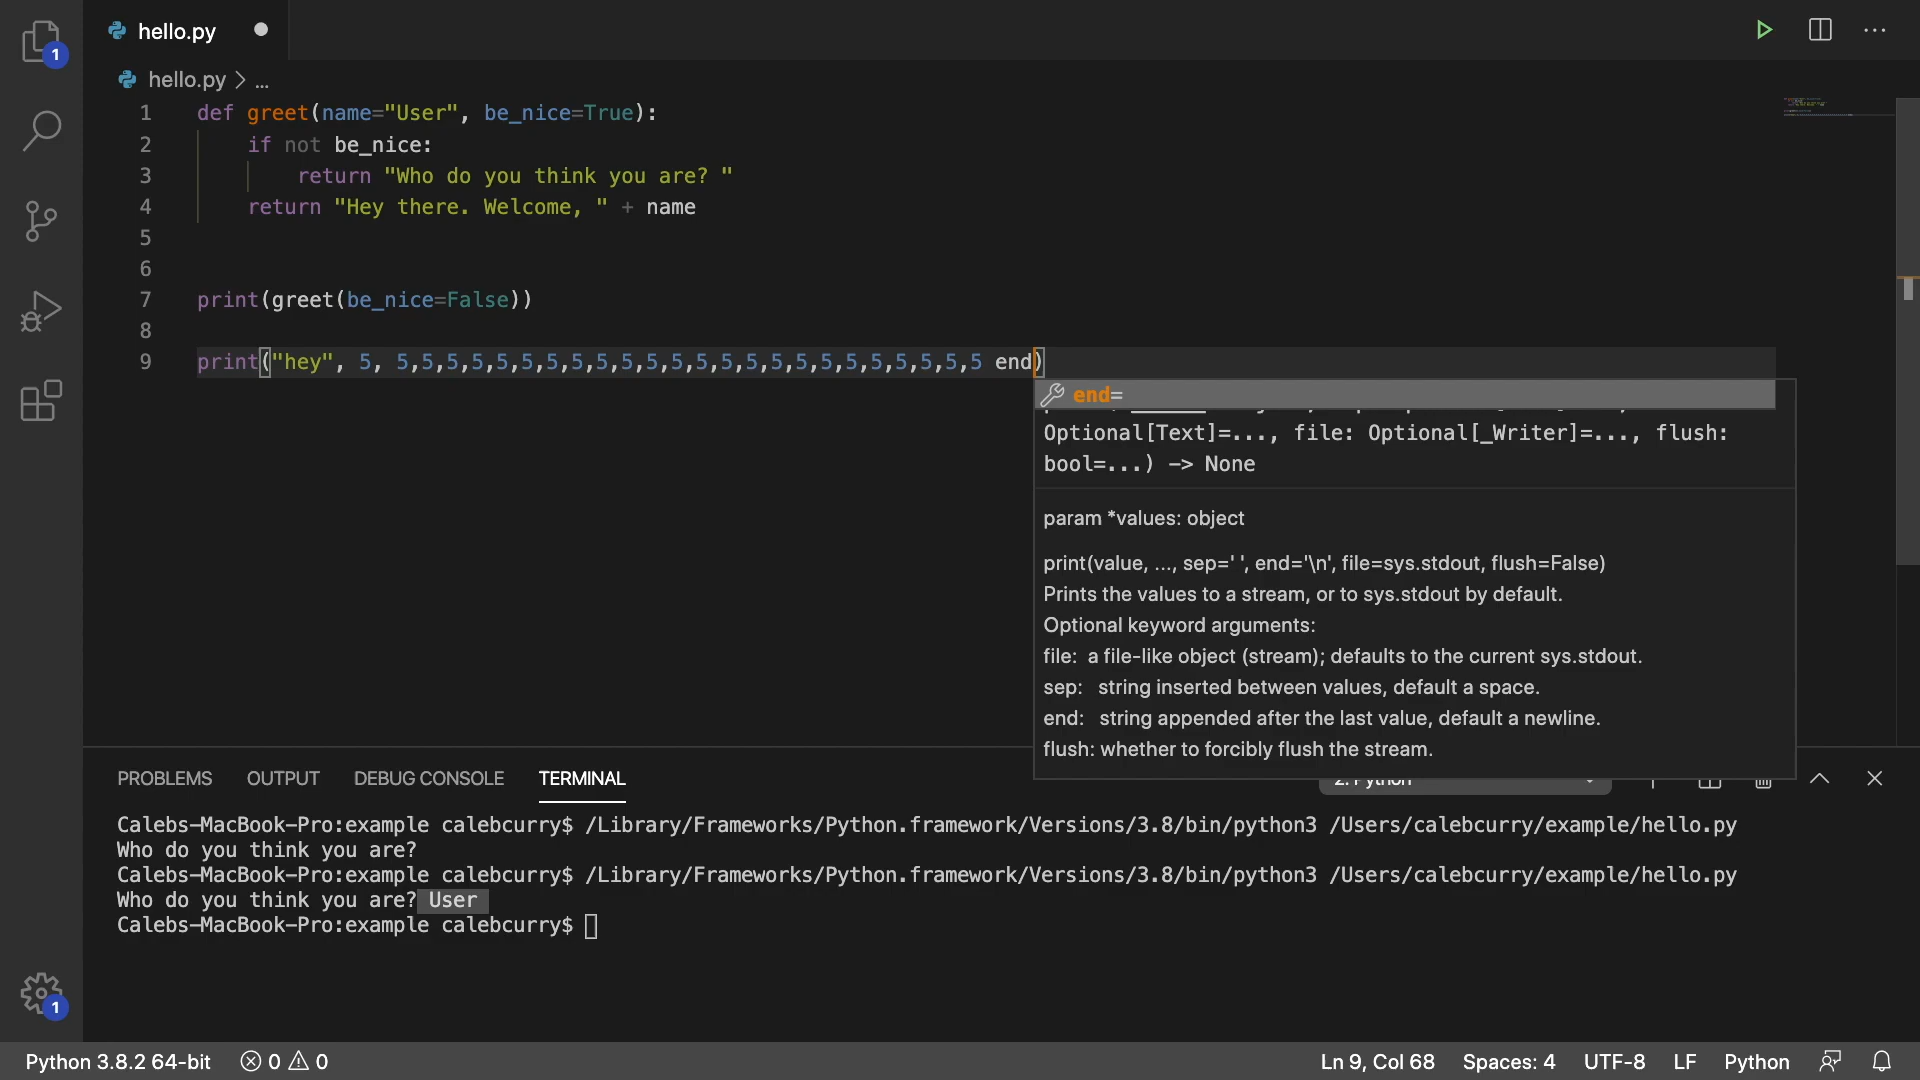 1
hello.py
hello.py > ...
1 def greet(name="User", be_nice=True):
2 if not be_nice:
3 return "Who do you think you are? "
4 return "Hey there. Welcome, " + name
5
6
7 print(greet(be_nice=False))
8
9 print("hey", 5, 5,5,5,5,5,5,5,5,5,5,5,5,5,5,5,5,5,5,5,5,5,5,5,5 end)
end=
Optional[Text]=..., file: Optional[_Writer]=..., flush:
bool=...) -> None
param *values: object
print(value, ..., sep=' ', end='\n', file=sys.stdout, flush=False)
Prints the values to a stream, or to sys.stdout by default.
Optional keyword arguments:
file: a file-like object (stream); defaults to the current sys.stdout.
sep: string inserted between values, default a space.
end: string appended after the last value, default a newline.
flush: whether to forcibly flush the stream.
PROBLEMS OUTPUT DEBUG CONSOLE TERMINAL 2: Python
Calebs-MacBook-Pro:example calebcurry$ /Library/Frameworks/Python.framework/Versions/3.8/bin/python3 /Users/calebcurry/example/hello.py
Who do you think you are?
Calebs-MacBook-Pro:example calebcurry$ /Library/Frameworks/Python.framework/Versions/3.8/bin/python3 /Users/calebcurry/example/hello.py
Who do you think you are? User
Calebs-MacBook-Pro:example calebcurry$
1
Python 3.8.2 64-bit 0 0 Ln 9, Col 68 Spaces: 4 UTF-8 LF Python